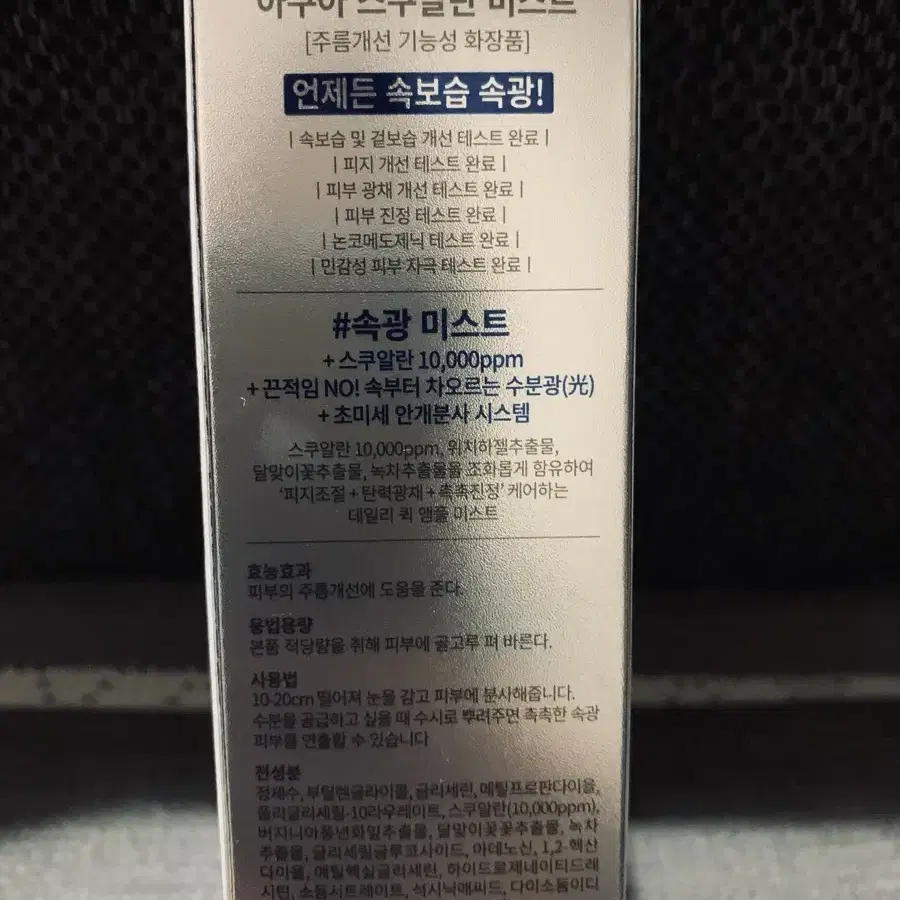 아쿠아 스쿠알란 미스트
[주름개선 기능성 화장품]
언제든 속보습 속광!
| 속보습 및 겉보습 개선 테스트 완료 |
| 피지 개선 테스트 완료 |
| 피부 광채 개선 테스트 완료 |
| 피부 진정 테스트 완료 |
| 논코메도제닉 테스트 완료 |
| 민감성 피부 자극 테스트 완료 |
#속광 미스트
+ 스쿠알란 10,000ppm
+ 끈적임 NO! 속부터 차오르는 수분광(光)
+ 초미세 안개분사 시스템
스쿠알란 10,000ppm, 위치하젤추출물,
달맞이꽃추출물, 녹차추출물을 조화롭게 함유하여
‘피지조절 + 탄력광채 + 촉촉진정’ 케어하는
데일리 퀵 앰플 미스트
효능효과
피부의 주름개선에 도움을 준다.
용법용량
본품 적당량을 취해 피부에 골고루 펴 바른다.
사용법
10-20cm 떨어져 눈을 감고 피부에 분사해줍니다.
수분을 공급하고 싶을 때 수시로 뿌려주면 촉촉한 속광
피부를 연출할 수 있습니다
전성분
정제수, 부틸렌글라이콜, 글리세린, 메틸프로판다이올,
폴리글리세릴-10라우레이트, 스쿠알란(10,000ppm),
버지니아풍년화잎추출물, 달맞이꽃꽃추출물, 녹차
추출물, 글리세릴글루코사이드, 아데노신, 1,2-헥산
다이올, 에틸헥실글리세린, 하이드로제네이티드레
시틴, 소듐시트레이트, 석시닉애씨드, 다이소듐이디